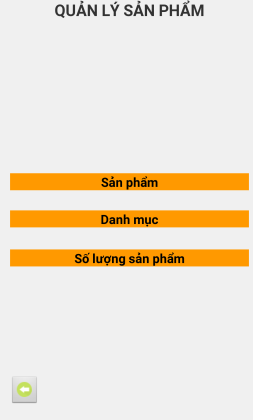 QUẢN LÝ SẢN PHẨM
Sản phẩm
Danh mục
Số lượng sản phẩm